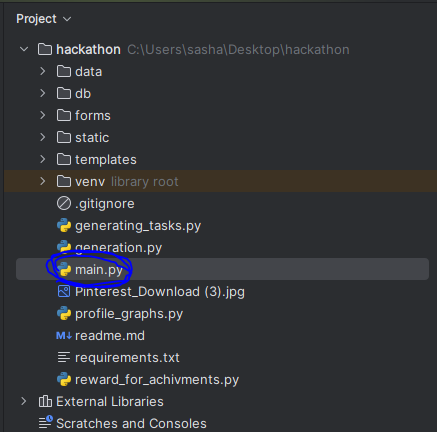 Project
hackathon C:\Users\sasha\Desktop\hackathon
data
db
forms
static
templates
venv library root
.gitignore
generating_tasks.py
generation.py
main.py
Pinterest_Download (3).jpg
profile_graphs.py
M↓ readme.md
requirements.txt
reward_for_achivments.py
External Libraries
Scratches and Consoles